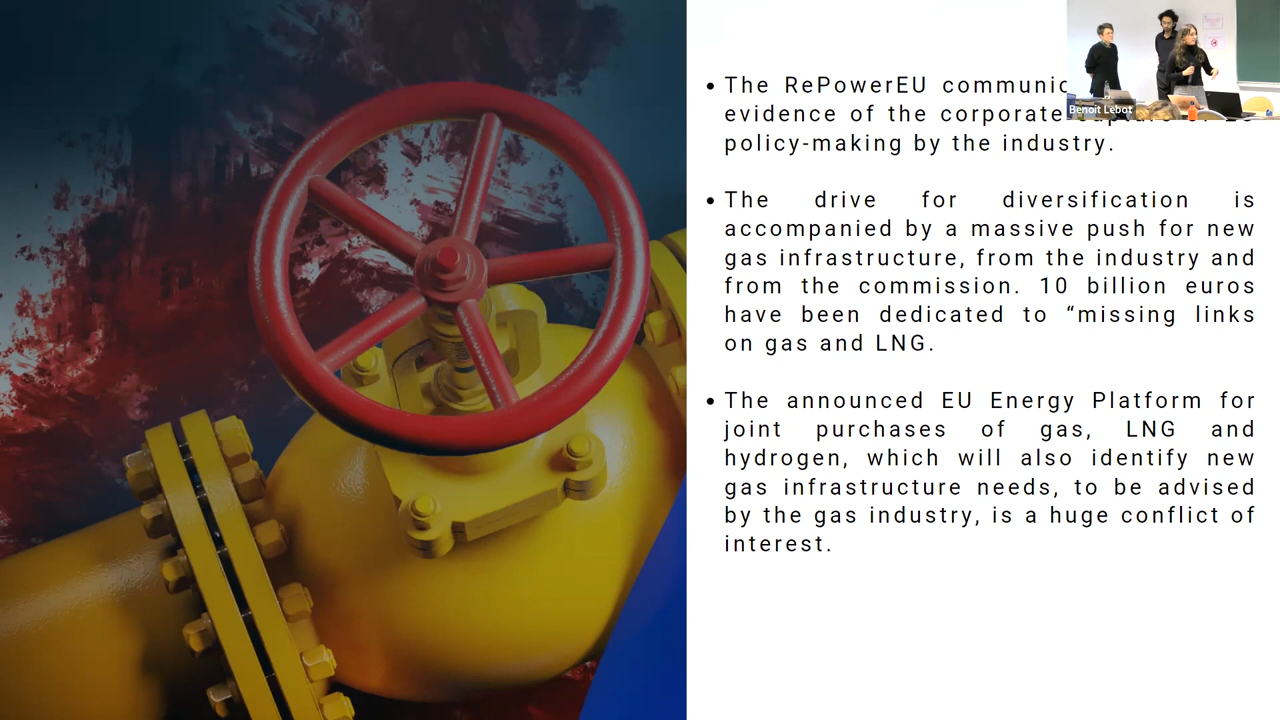 The RePowerEU communic
evidence of the corporate
policy-making by the industry.
The drive for diversification is
accompanied by a massive push for new
gas infrastructure, from the industry and
from the commission. 10 billion euros
have been dedicated to “missing links
on gas and LNG.
The announced EU Energy Platform for
joint purchases of gas, LNG and
hydrogen, which will also identify new
gas infrastructure needs, to be advised
by the gas industry, is a huge conflict of
interest.
Benoit Lebot